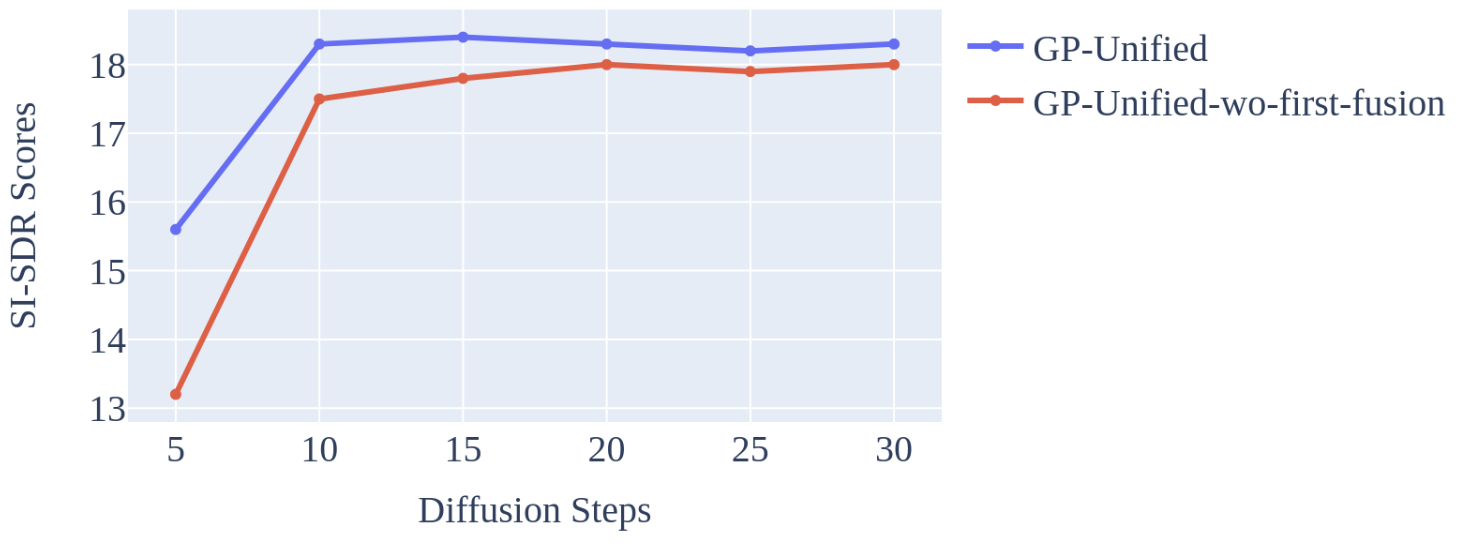 SI-SDR Scores
18
17
16
15
14
13
5 10 15 20 25 30
Diffusion Steps
GP-Unified
GP-Unified-wo-first-fusion